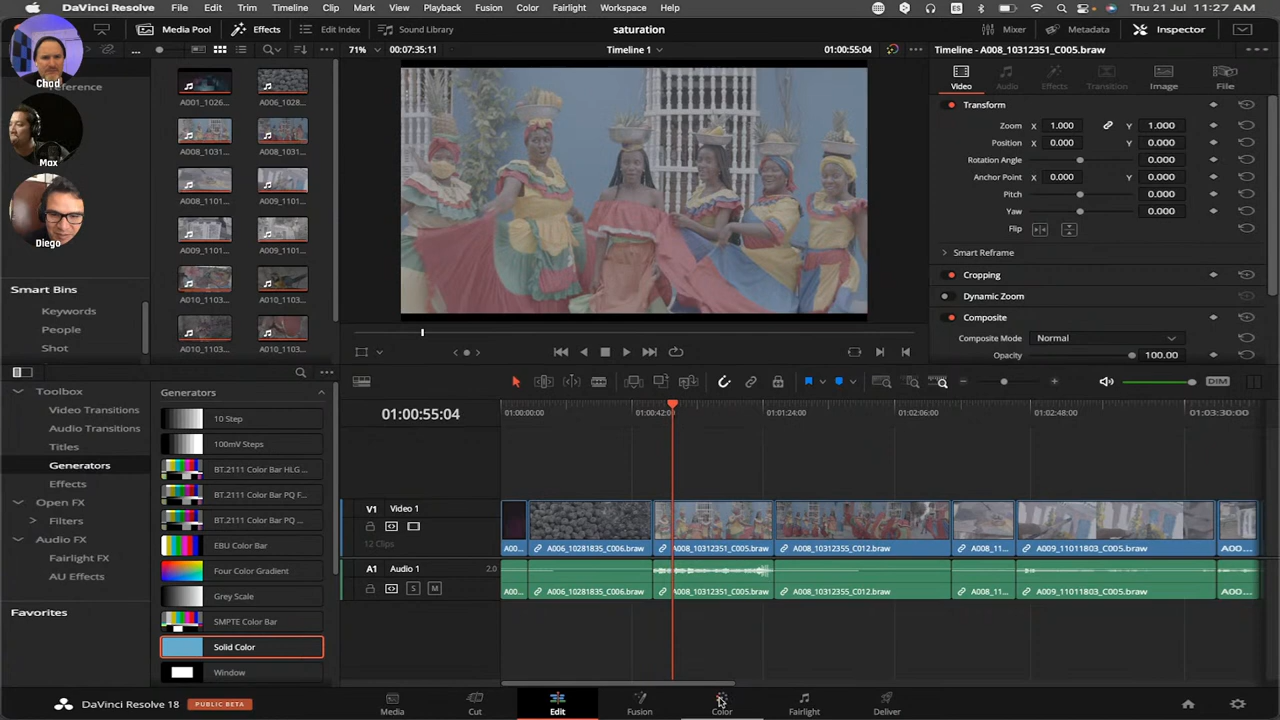 DaVinci Resolve File Edit Trim Timeline Clip Mark View Playback Fusion Color Fairlight Workspace Help
ES
Thu 21 Jul 11:27 AM
Media Pool Effects Edit Index Sound Library
saturation
Mixer Metadata Inspector
Chad
71% 00:07:35:11
Timeline 1
01:00:55:04
Timeline - A008_10312351_C005.braw
Max
Diego
A001_1026... A006_1028...
A008_1031... A008_1031...
A008_1101... A009_1101...
A009_1101... A009_1101...
A010_1103... A010_1103...
A010_1103... A010_1103...
Smart Bins
Keywords
People
Shot
Video Audio Effects Transition Image File
Transform
Zoom X 1.000 Y 1.000
Position X 0.000 Y 0.000
Rotation Angle 0.000
Anchor Point X 0.000 Y 0.000
Pitch 0.000
Yaw 0.000
Flip
Smart Reframe
Cropping
Dynamic Zoom
Composite
Composite Mode Normal
Opacity 100.00
Toolbox
Video Transitions
Audio Transitions
Titles
Generators
Effects
Open FX
Filters
Audio FX
Fairlight FX
AU Effects
Favorites
Generators
10 Step
100mV Steps
BT.2111 Color Bar HLG ...
BT.2111 Color Bar PQ F...
BT.2111 Color Bar PQ ...
EBU Color Bar
Four Color Gradient
Grey Scale
SMPTE Color Bar
Solid Color
Window
DIM
01:00:55:04
01:00:00:00 01:00:42:00 01:01:24:00 01:02:06:00 01:02:48:00 01:03:30:00
V1 Video 1
12 Clips
A00... A006_10281835_C006.braw A008_10312351_C005.braw A008_10312355_C012.braw A008_11... A009_11011803_C005.braw A00...
A1 Audio 1 2.0
S M
A00... A006_10281835_C006.braw A008_10312351_C005.braw A008_10312355_C012.braw A008_11... A009_11011803_C005.braw A00...
DaVinci Resolve 18 PUBLIC BETA
Media Cut Edit Fusion Color Fairlight Deliver